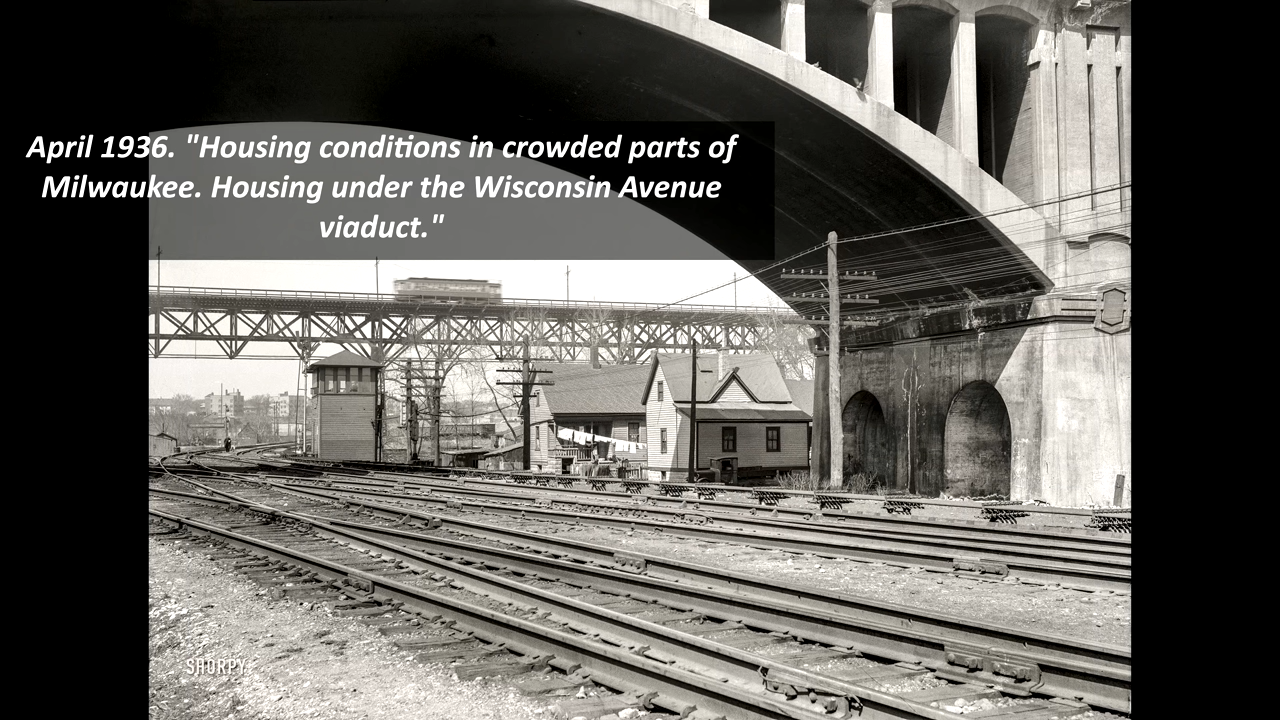 April 1936. "Housing conditions in crowded parts of
Milwaukee. Housing under the Wisconsin Avenue
viaduct."
SHORPY